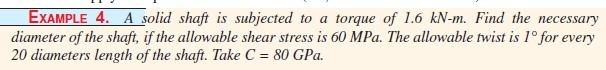 EXAMPLE 4. A solid shaft is subjected to a torque of 1.6 kN-m. Find the necessary
diameter of the shaft, if the allowable shear stress is 60 MPa. The allowable twist is 1° for every
20 diameters length of the shaft. Take C = 80 GPa.